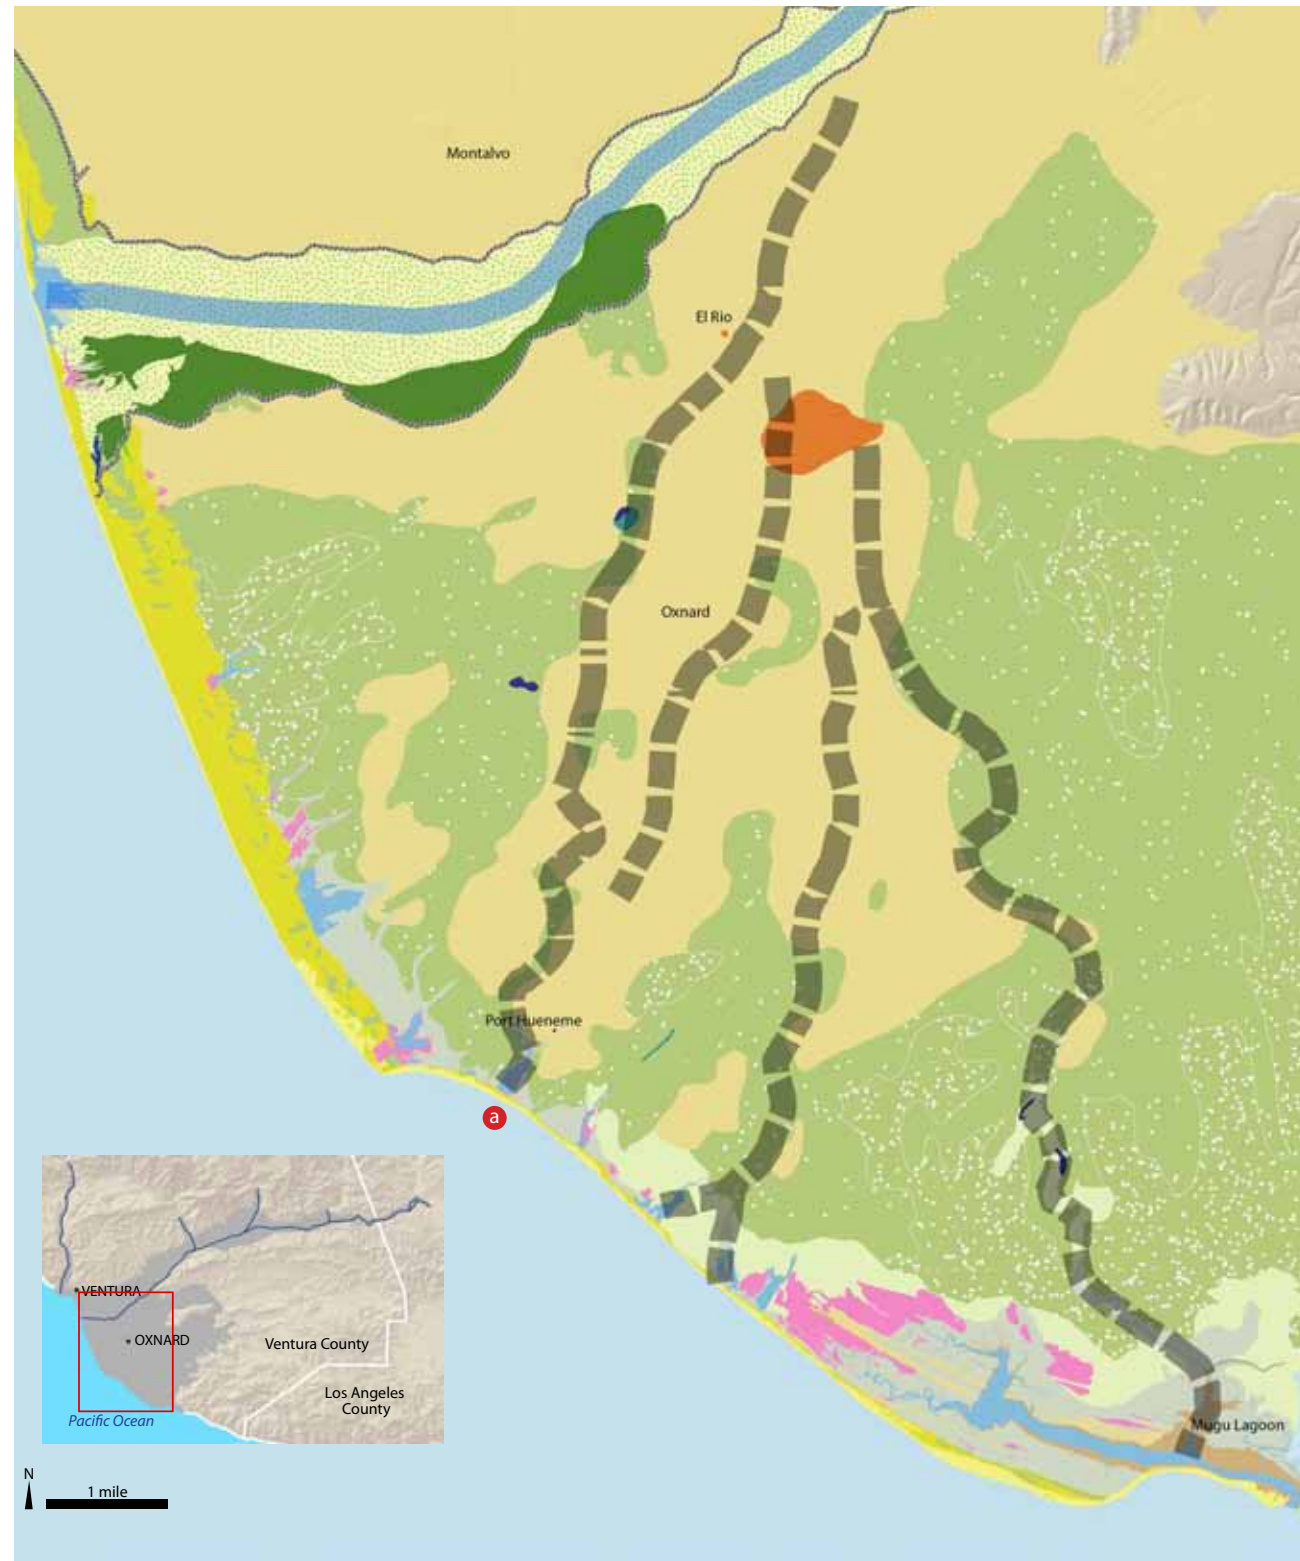 Montalvo
El Rio
Oxnard
Port Hueneme
a
VENTURA
OXNARD
Ventura County
Los Angeles
County
Pacific Ocean
Mugu Lagoon
N
1 mile